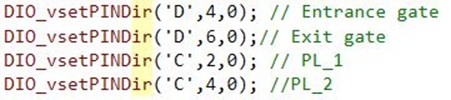 DIO_vsetPINDir('D',4,0); // Entrance gate
DIO_vsetPINDir('D',6,0);// Exit gate
DIO_vsetPINDir('C',2,0); // PL_1
DIO_vsetPINDir('C',4,0); //PL_2